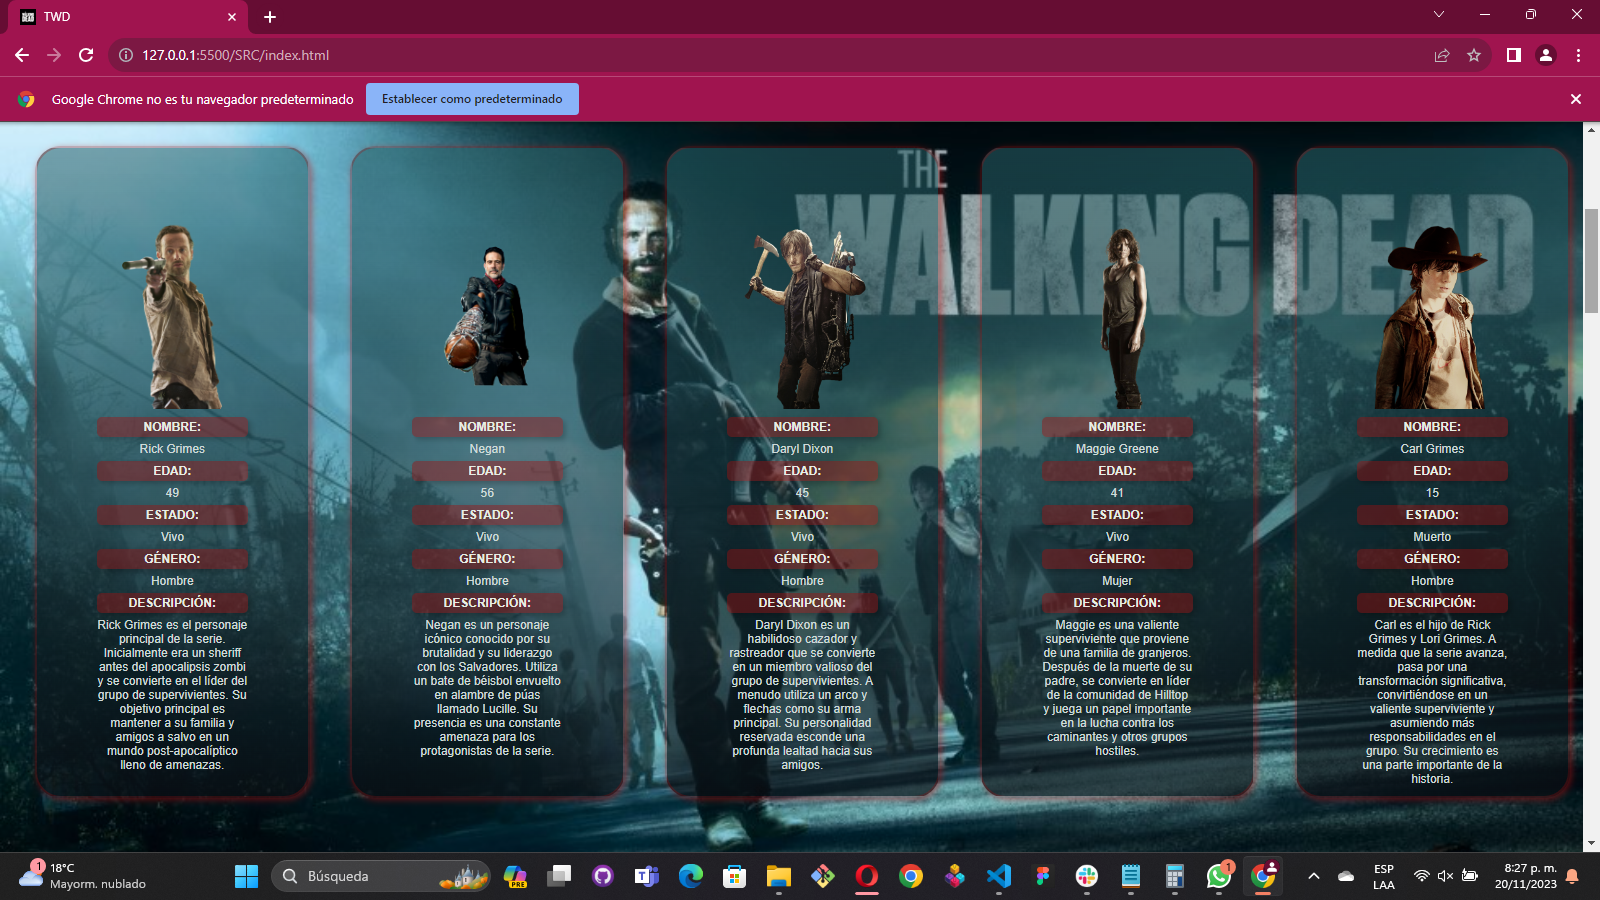 TWD
127.0.0.1:5500/SRC/index.html
Google Chrome no es tu navegador predeterminado
Establecer como predeterminado
THE
WALKING DEAD
NOMBRE:
Rick Grimes
EDAD:
49
ESTADO:
Vivo
GÉNERO:
Hombre
DESCRIPCIÓN:
Rick Grimes es el personaje
principal de la serie.
Inicialmente era un sheriff
antes del apocalipsis zombi
y se convierte en el líder del
grupo de supervivientes. Su
objetivo principal es
mantener a su familia y
amigos a salvo en un
mundo post-apocalíptico
lleno de amenazas.
NOMBRE:
Negan
EDAD:
56
ESTADO:
Vivo
GÉNERO:
Hombre
DESCRIPCIÓN:
Negan es un personaje
icónico conocido por su
brutalidad y su liderazgo
con los Salvadores. Utiliza
un bate de béisbol envuelto
en alambre de púas
llamado Lucille. Su
presencia es una constante
amenaza para los
protagonistas de la serie.
NOMBRE:
Daryl Dixon
EDAD:
45
ESTADO:
Vivo
GÉNERO:
Hombre
DESCRIPCIÓN:
Daryl Dixon es un
habilidoso cazador y
rastreador que se convierte
en un miembro valioso del
grupo de supervivientes. A
menudo utiliza un arco y
flechas como su arma
principal. Su personalidad
reservada esconde una
profunda lealtad hacia sus
amigos.
NOMBRE:
Maggie Greene
EDAD:
41
ESTADO:
Vivo
GÉNERO:
Mujer
DESCRIPCIÓN:
Maggie es una valiente
superviviente que proviene
de una familia de granjeros.
Después de la muerte de su
padre, se convierte en líder
de la comunidad de Hilltop
y juega un papel importante
en la lucha contra los
caminantes y otros grupos
hostiles.
NOMBRE:
Carl Grimes
EDAD:
15
ESTADO:
Muerto
GÉNERO:
Hombre
DESCRIPCIÓN:
Carl es el hijo de Rick
Grimes y Lori Grimes. A
medida que la serie avanza,
pasa por una
transformación significativa,
convirtiéndose en un
valiente superviviente y
asumiendo más
responsabilidades en el
grupo. Su crecimiento es
una parte importante de la
historia.
1
18°C
Mayorm. nublado
Búsqueda
PRE
1
ESP
LAA
8:27 p. m.
20/11/2023